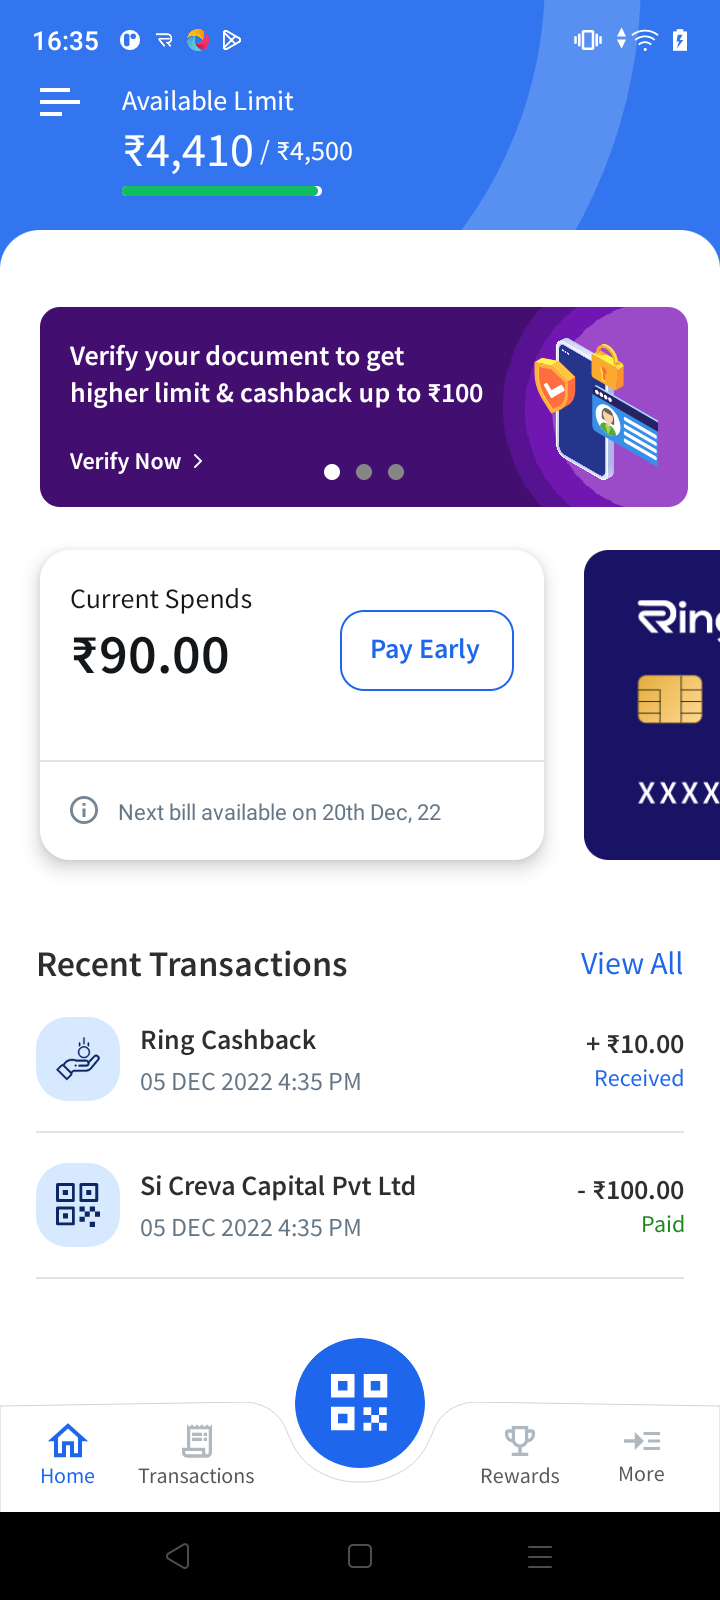 16:35
Available Limit
₹4,410 / ₹4,500
Verify your document to get
higher limit & cashback up to ₹100
Verify Now
Current Spends
₹90.00
Pay Early
Next bill available on 20th Dec, 22
Ring
XXXX
Recent Transactions
View All
Ring Cashback
+ ₹10.00
05 DEC 2022 4:35 PM
Received
Si Creva Capital Pvt Ltd
- ₹100.00
05 DEC 2022 4:35 PM
Paid
Home
Transactions
Rewards
More